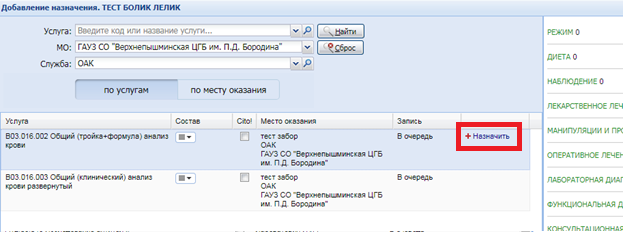 Добавление назначения. ТЕСТ БОЛИК ЛЕЛИК
Услуга: Введите код или название услуги... Найти
МО: ГАУЗ СО "Верхнепышминская ЦГБ им. П.Д. Бородина" Сброс
Служба: ОАК
по услугам по месту оказания
Услуга Состав Cito! Место оказания Запись
B03.016.002 Общий (тройка+формула) анализ крови
тест забор
ОАК
ГАУЗ СО "Верхнепышминская ЦГБ
им. П.Д. Бородина"
В очередь
Назначить
B03.016.003 Общий (клинический) анализ
крови развернутый
тест забор
ОАК
ГАУЗ СО "Верхнепышминская ЦГБ
им. П.Д. Бородина"
В очередь
РЕЖИМ 0
ДИЕТА 0
НАБЛЮДЕНИЕ 0
ЛЕКАРСТВЕННОЕ ЛЕЧ
МАНИПУЛЯЦИИ И ПРО
ОПЕРАТИВНОЕ ЛЕЧЕН
ЛАБОРАТОРНАЯ ДИАГ
ФУНКЦИОНАЛЬНАЯ Д
КОНСУЛЬТАЦИОННАЯ